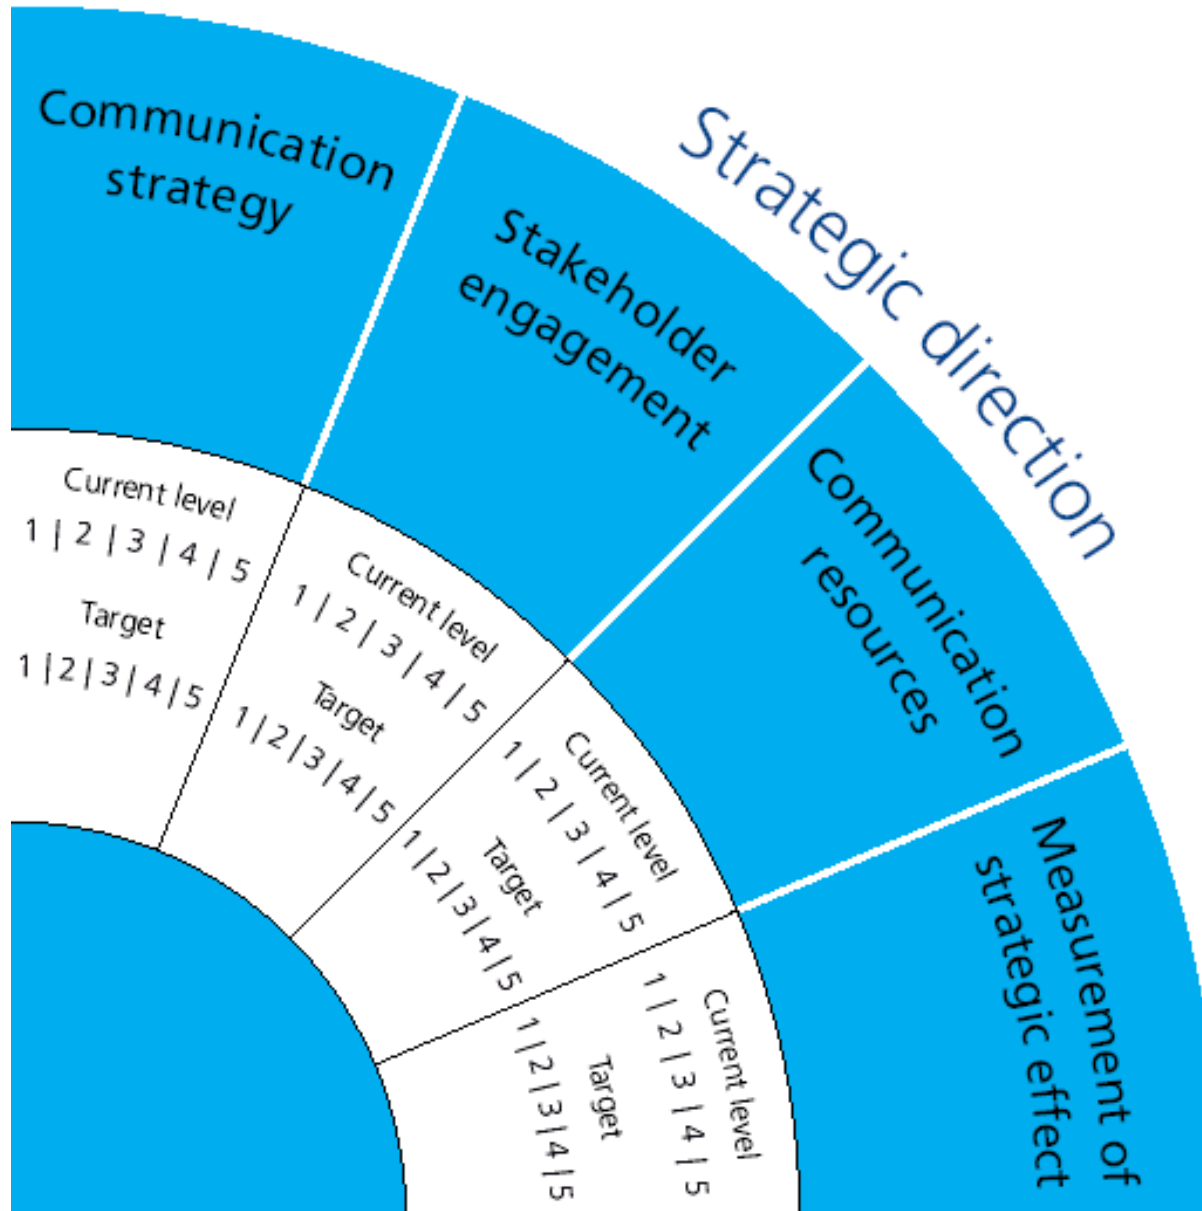 Strategic direction
Communication
strategy
Current level
1 | 2 | 3 | 4 | 5
Target
1 | 2 | 3 | 4 | 5
Stakeholder
engagement
Current level
1 | 2 | 3 | 4 | 5
Target
1 | 2 | 3 | 4 | 5
Communication
resources
Current level
1 | 2 | 3 | 4 | 5
Target
1 | 2 | 3 | 4 | 5
Measurement of
strategic effect
Current level
1 | 2 | 3 | 4 | 5
Target
1 | 2 | 3 | 4 | 5